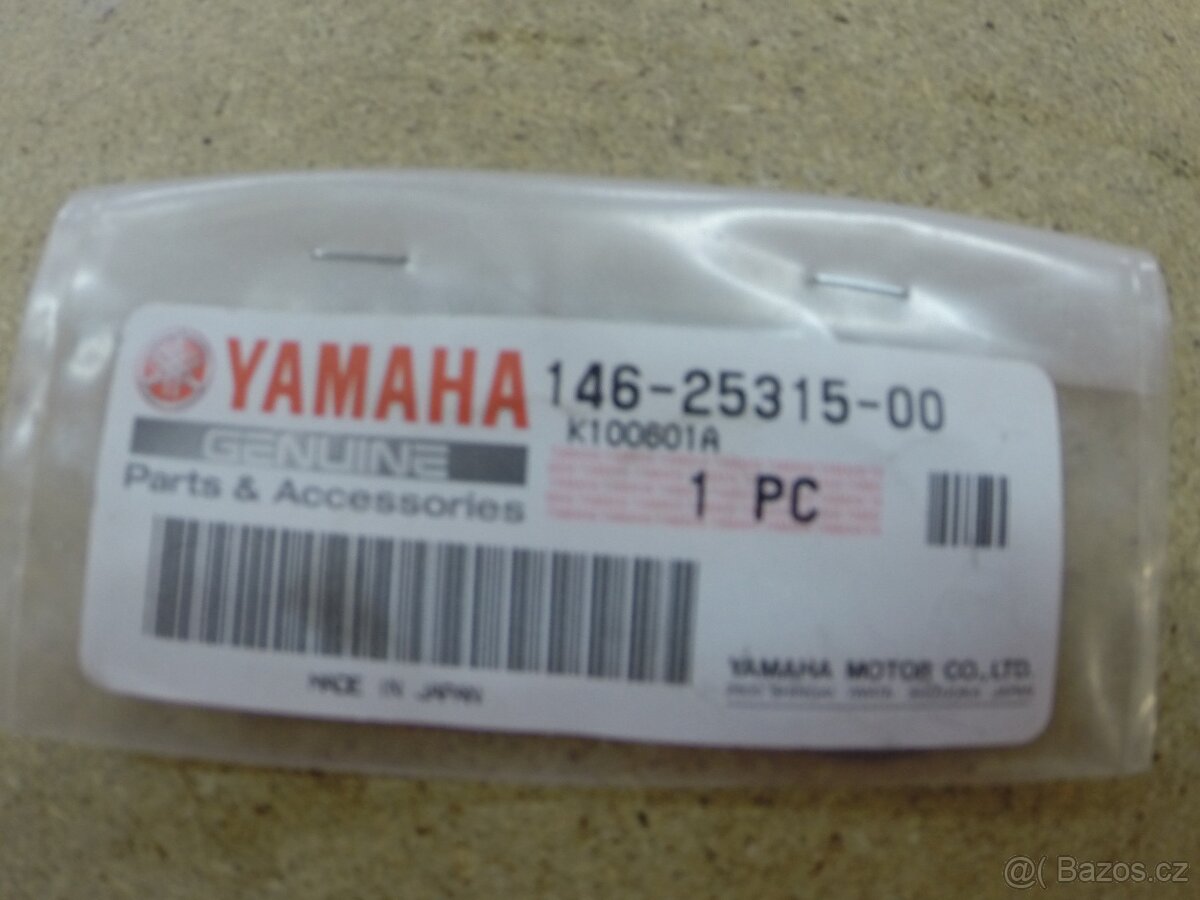 YAMAHA 146-25315-00
K100601A
GENUINE
Parts & Accessories
1 PC
MADE IN JAPAN
YAMAHA MOTOR CO.,LTD.
@( Bazos.cz